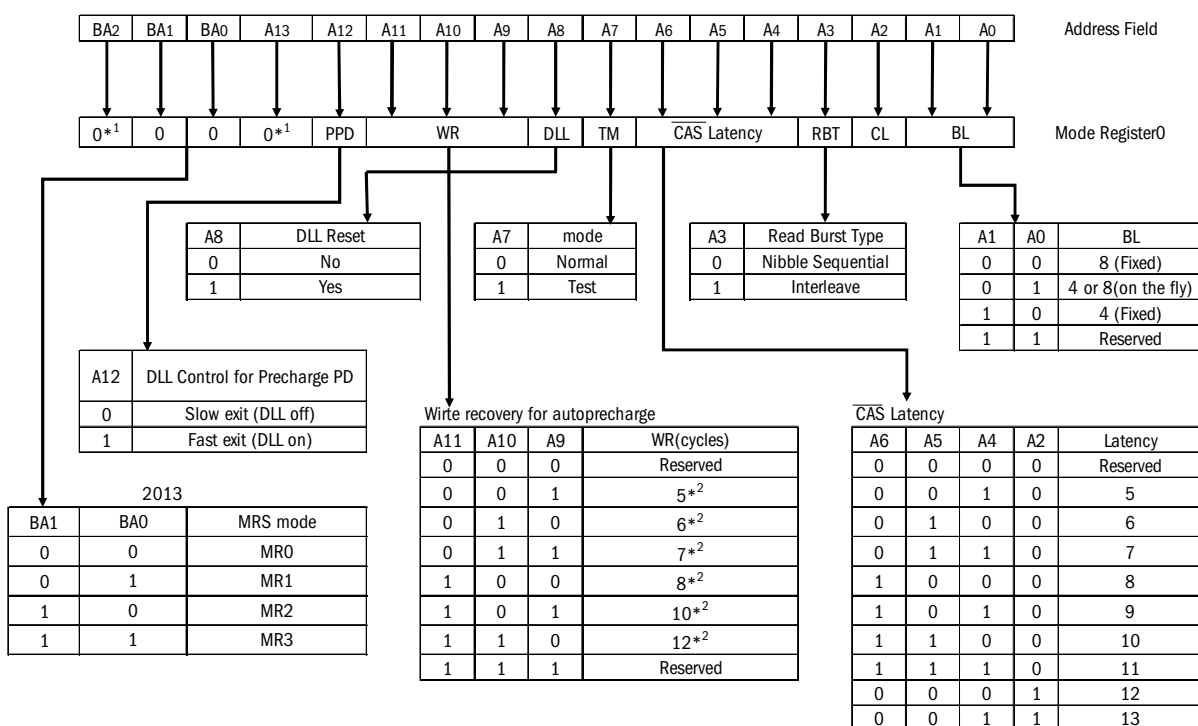 BA2 BA1 BA0 A13 A12 A11 A10 A9 A8 A7 A6 A5 A4 A3 A2 A1 A0 Address Field
0*1 0 0 0*1 PPD WR DLL TM CAS Latency RBT CL BL Mode Register0
A8 DLL Reset
0 No
1 Yes
A7 mode
0 Normal
1 Test
A3 Read Burst Type
0 Nibble Sequential
1 Interleave
A1 A0 BL
0 0 8 (Fixed)
0 1 4 or 8(on the fly)
1 0 4 (Fixed)
1 1 Reserved
A12 DLL Control for Precharge PD
0 Slow exit (DLL off)
1 Fast exit (DLL on)
2013
BA1 BA0 MRS mode
0 0 MR0
0 1 MR1
1 0 MR2
1 1 MR3
Wirte recovery for autoprecharge
A11 A10 A9 WR(cycles)
0 0 0 Reserved
0 0 1 5*2
0 1 0 6*2
0 1 1 7*2
1 0 0 8*2
1 0 1 10*2
1 1 0 12*2
1 1 1 Reserved
CAS Latency
A6 A5 A4 A2 Latency
0 0 0 0 Reserved
0 0 1 0 5
0 1 0 0 6
0 1 1 0 7
1 0 0 0 8
1 0 1 0 9
1 1 0 0 10
1 1 1 0 11
0 0 0 1 12
0 0 1 1 13